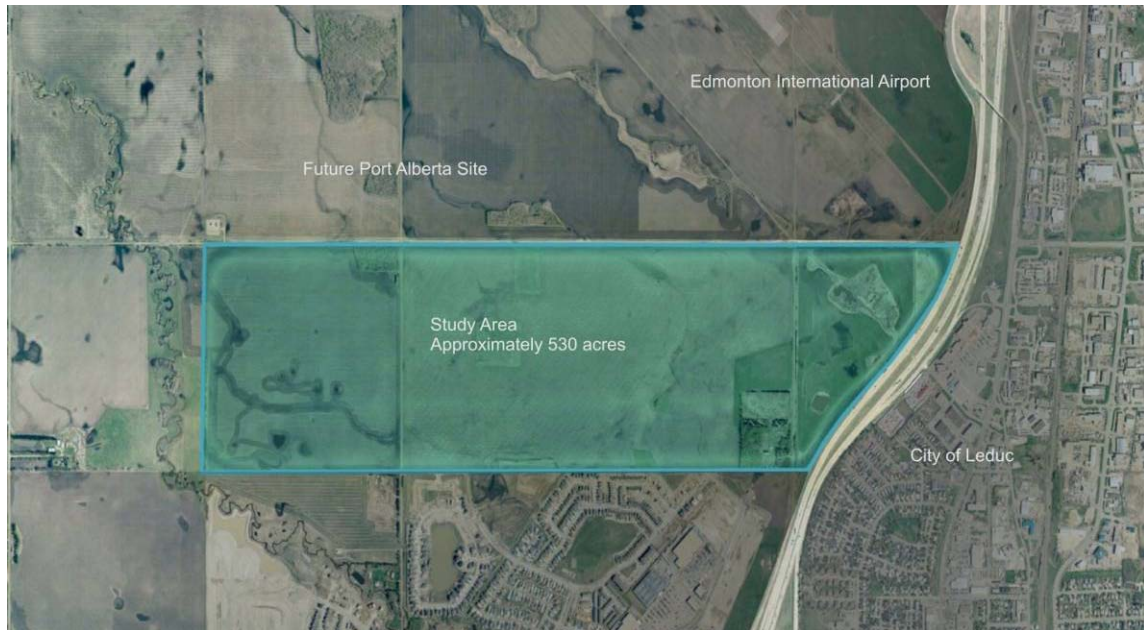 Edmonton International Airport
Future Port Alberta Site
Study Area
Approximately 530 acres
City of Leduc